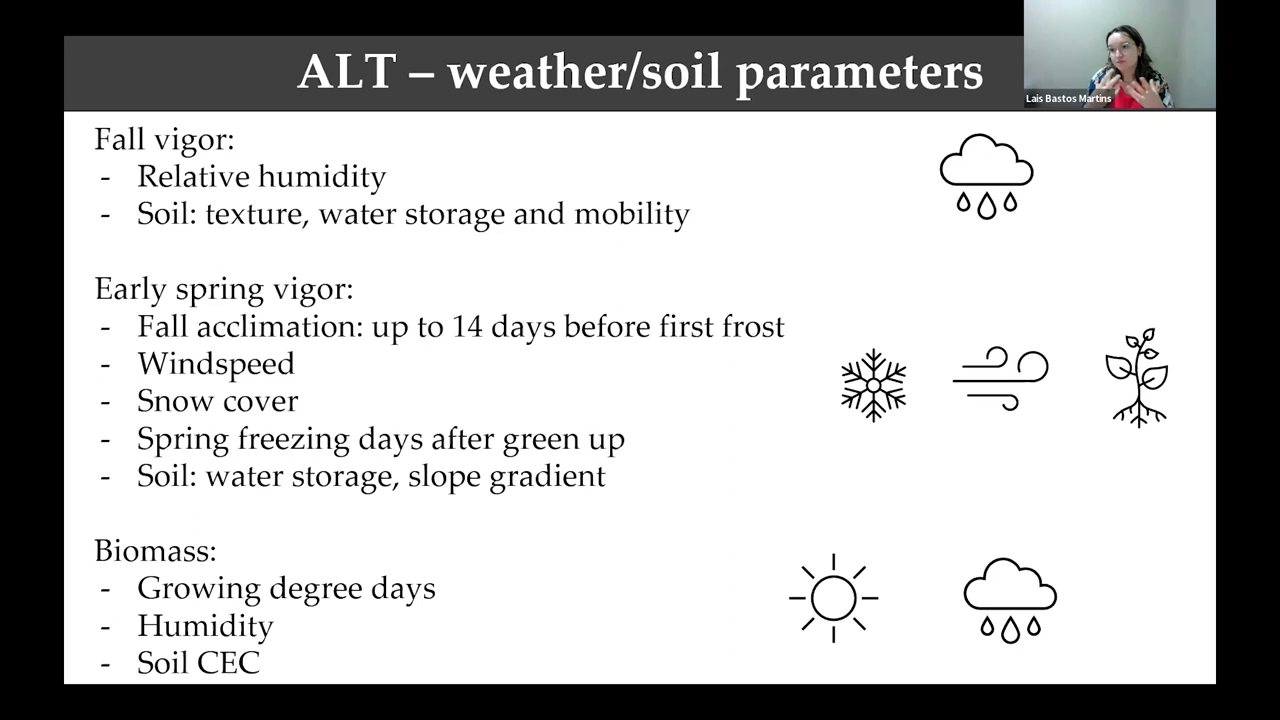 ALT – weather/soil parameters
Lais Bastos Martins
Fall vigor:
- Relative humidity
- Soil: texture, water storage and mobility
Early spring vigor:
- Fall acclimation: up to 14 days before first frost
- Windspeed
- Snow cover
- Spring freezing days after green up
- Soil: water storage, slope gradient
Biomass:
- Growing degree days
- Humidity
- Soil CEC